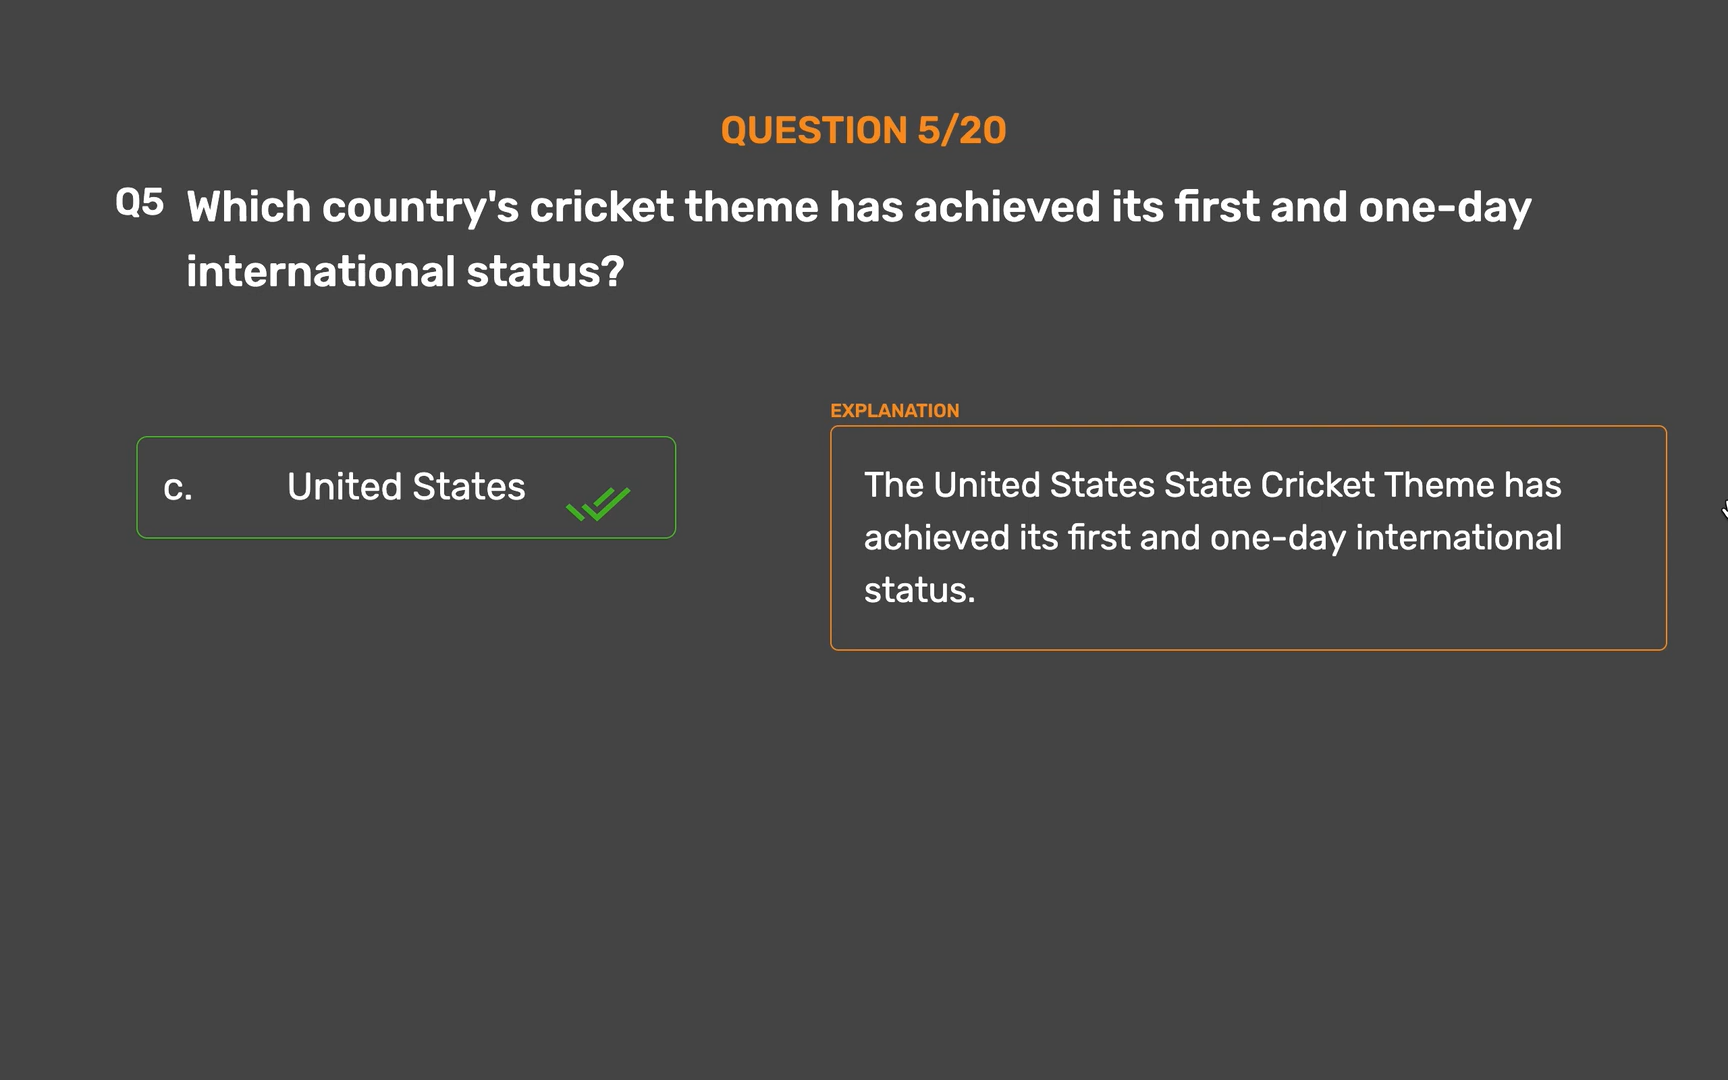 QUESTION 5/20
Q5 Which country's cricket theme has achieved its first and one-day
international status?
EXPLANATION
c. United States
The United States State Cricket Theme has
achieved its first and one-day international
status.